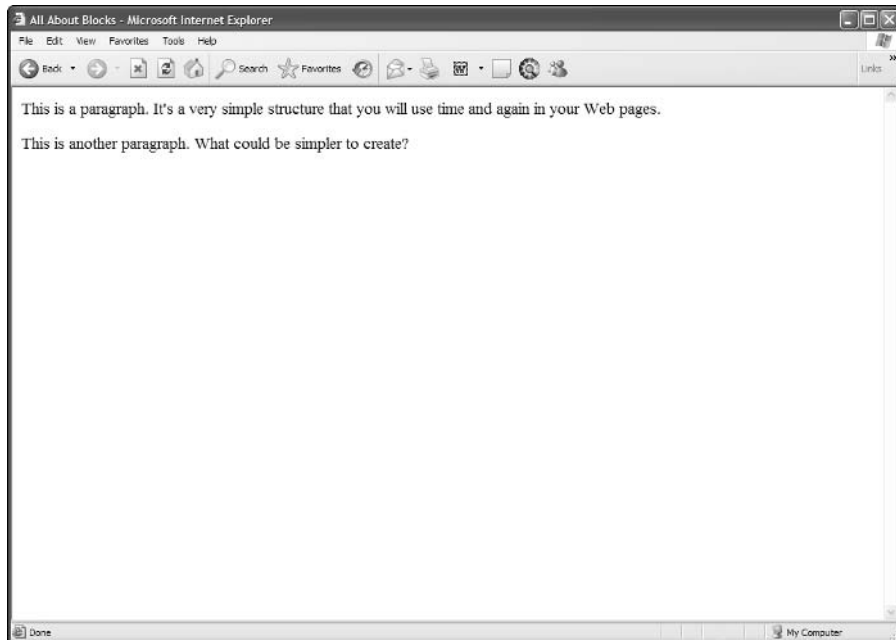 All About Blocks - Microsoft Internet Explorer
File Edit View Favorites Tools Help
Back Search Favorites W Links »
This is a paragraph. It's a very simple structure that you will use time and again in your Web pages.
This is another paragraph. What could be simpler to create?
Done My Computer